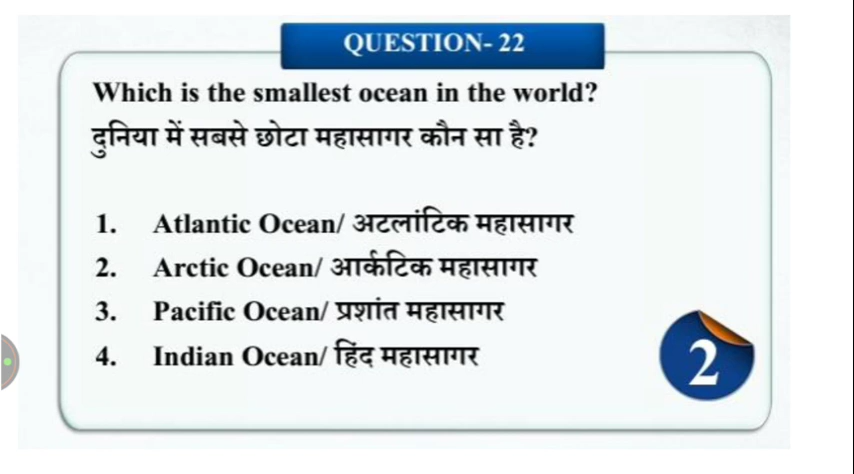 QUESTION- 22
Which is the smallest ocean in the world?
दुनिया में सबसे छोटा महासागर कौन सा है?
1. Atlantic Ocean/ अटलांटिक महासागर
2. Arctic Ocean/ आर्कटिक महासागर
3. Pacific Ocean/ प्रशांत महासागर
4. Indian Ocean/ हिंद महासागर
2